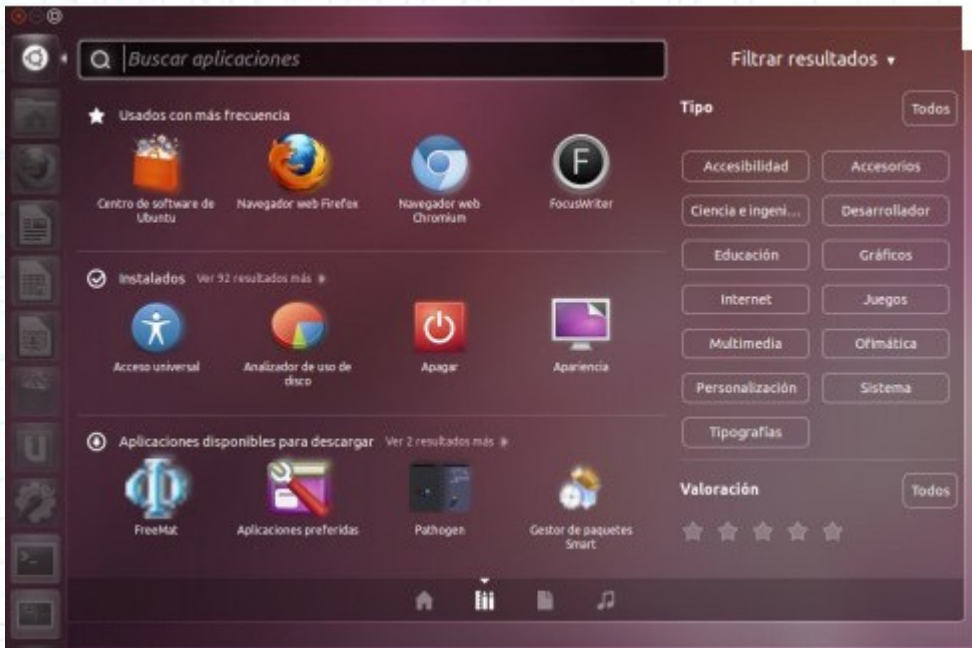 Buscar aplicaciones
Filtrar resultados
Usados con más frecuencia
Centro de software de
Ubuntu
Navegador web Firefox
Navegador web
Chromium
FocusWriter
Instalados Ver 92 resultados más
Acceso universal
Analizador de uso de
disco
Apagar
Apariencia
Aplicaciones disponibles para descargar Ver 2 resultados más
FreeMat
Aplicaciones preferidas
Pathogen
Gestor de paquetes
Smart
Tipo
Todos
Accesibilidad
Accesorios
Ciencia e ingeni...
Desarrollador
Educación
Gráficos
Internet
Juegos
Multimedia
Ofimática
Personalización
Sistema
Tipografías
Valoración
Todos